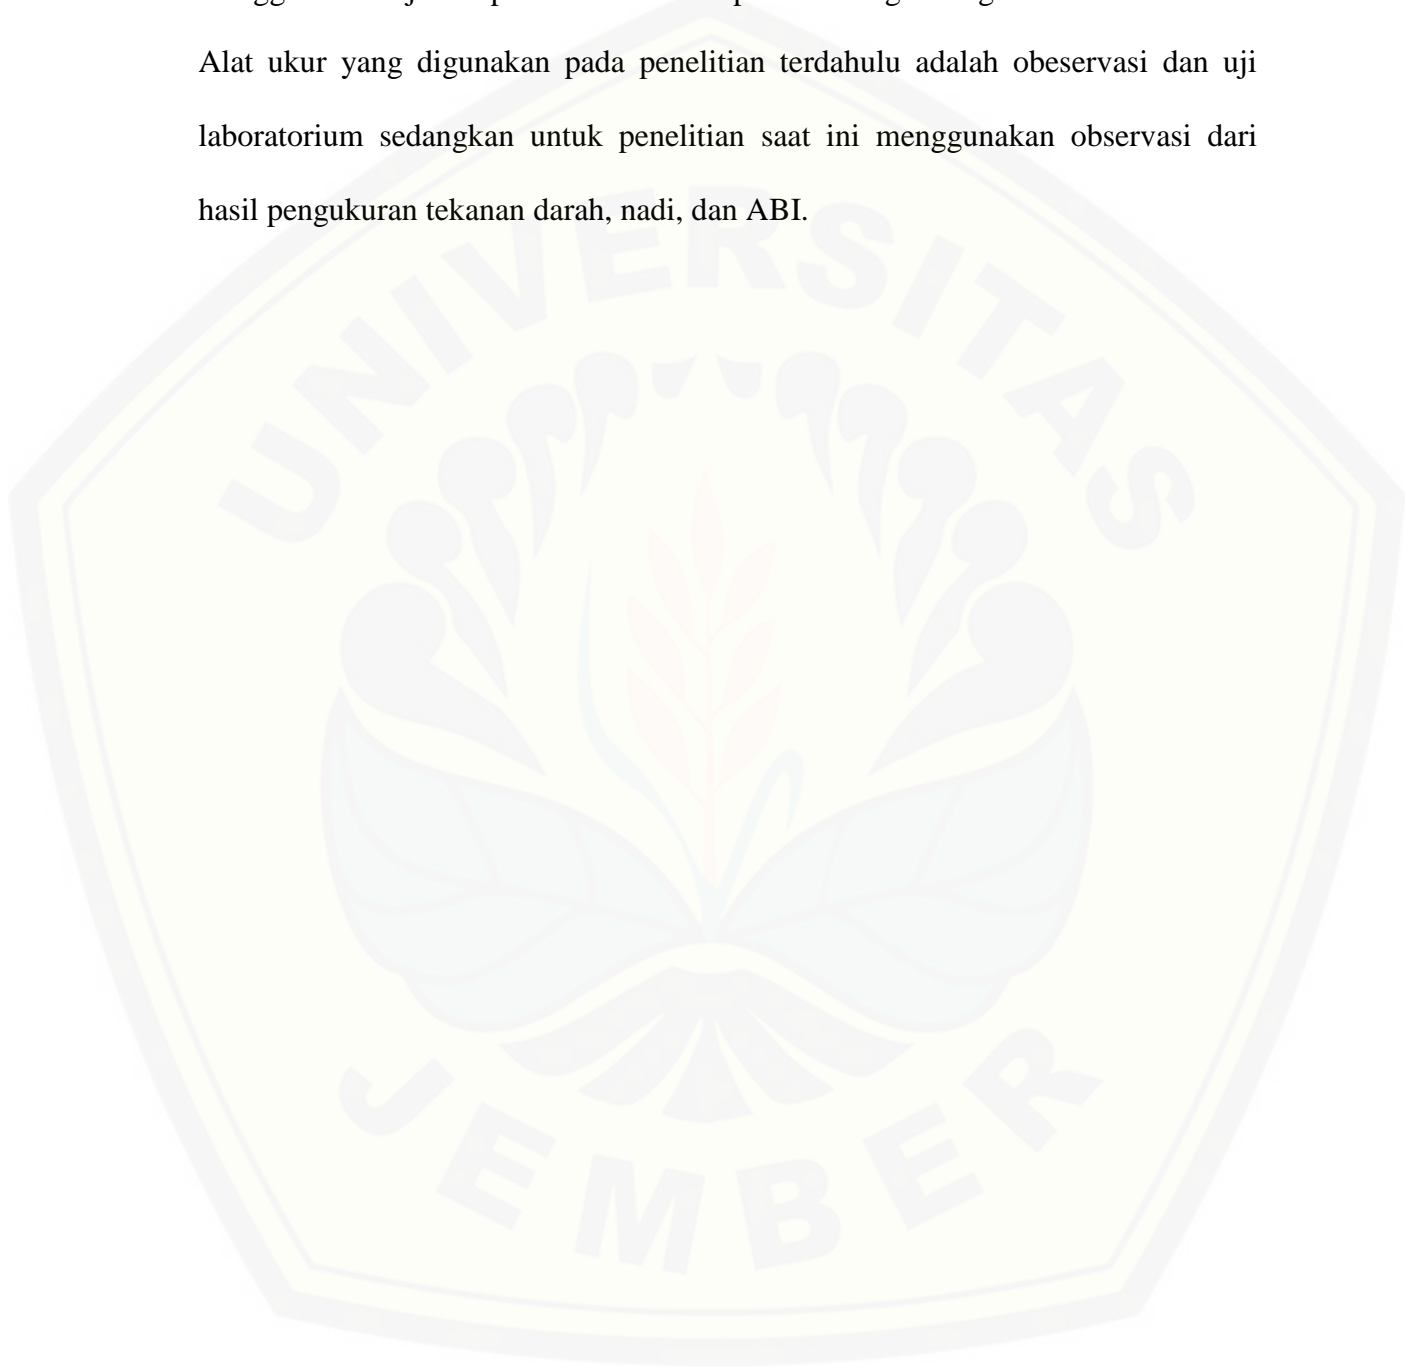 Alat ukur yang digunakan pada penelitian terdahulu adalah obeservasi dan uji
laboratorium sedangkan untuk penelitian saat ini menggunakan observasi dari
hasil pengukuran tekanan darah, nadi, dan ABI.
UNIVERSITAS
JEMBER